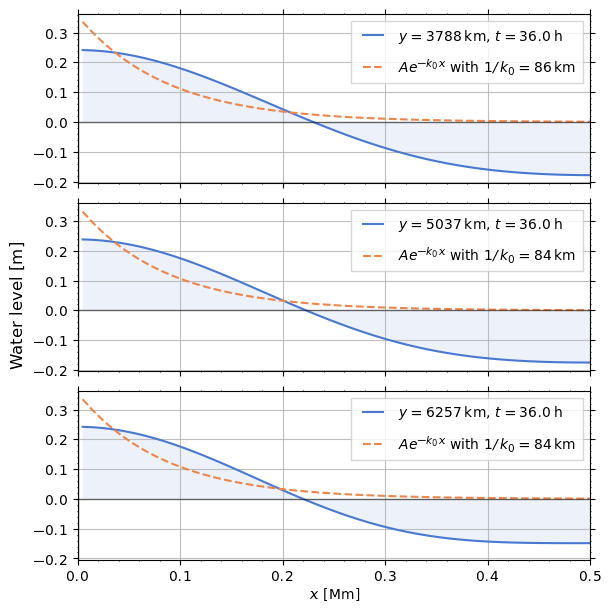 0.3
0.2
0.1
0.0
−0.1
−0.2
y = 3788 km, t = 36.0 h
Ae^{−k₀x} with 1/k₀ = 86 km
0.3
0.2
0.1
0.0
−0.1
−0.2
y = 5037 km, t = 36.0 h
Ae^{−k₀x} with 1/k₀ = 84 km
Water level [m]
0.3
0.2
0.1
0.0
−0.1
−0.2
y = 6257 km, t = 36.0 h
Ae^{−k₀x} with 1/k₀ = 84 km
0.0 0.1 0.2 0.3 0.4 0.5
x [Mm]